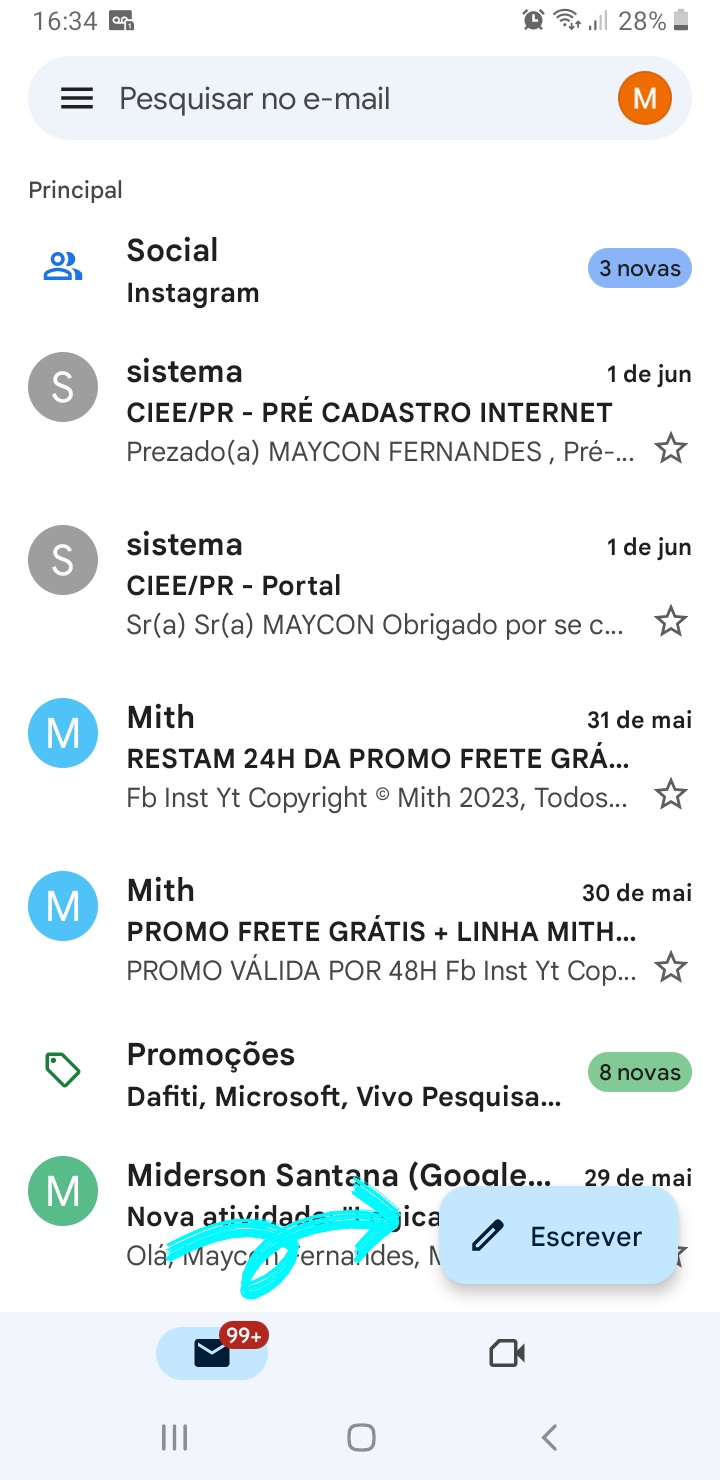 16:34
28%
Pesquisar no e-mail
M
Principal
Social
3 novas
Instagram
S
sistema
1 de jun
CIEE/PR - PRÉ CADASTRO INTERNET
Prezado(a) MAYCON FERNANDES , Pré-...
S
sistema
1 de jun
CIEE/PR - Portal
Sr(a) Sr(a) MAYCON Obrigado por se c...
M
Mith
31 de mai
RESTAM 24H DA PROMO FRETE GRÁ...
Fb Inst Yt Copyright © Mith 2023, Todos...
M
Mith
30 de mai
PROMO FRETE GRÁTIS + LINHA MITH...
PROMO VÁLIDA POR 48H Fb Inst Yt Cop...
Promoções
8 novas
Dafiti, Microsoft, Vivo Pesquisa...
M
Miderson Santana (Google...
29 de mai
Nova atividade:
Olá, Maycon Fernandes,
Escrever
99+